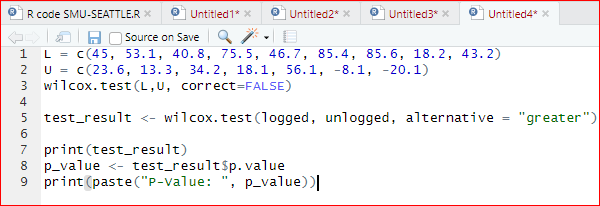 R code SMU-SEATTLE.R
Untitled1*
Untitled2*
Untitled3*
Untitled4*
Source on Save
1 L = c(45, 53.1, 40.8, 75.5, 46.7, 85.4, 85.6, 18.2, 43.2)
2 U = c(23.6, 13.3, 34.2, 18.1, 56.1, -8.1, -20.1)
3 wilcox.test(L,U, correct=FALSE)
4
5 test_result <- wilcox.test(logged, unlogged, alternative = "greater")
6
7 print(test_result)
8 p_value <- test_result$p.value
9 print(paste("P-Value: ", p_value))